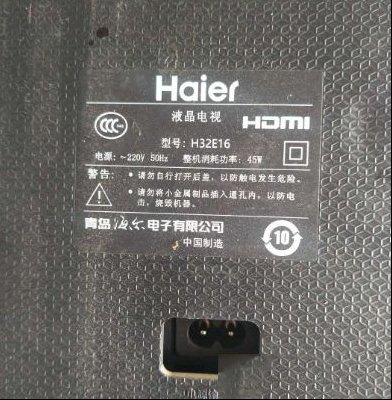 Haier
液晶电视
HDMI
型号: H32E16
电源: ~220V 50Hz 整机消耗功率: 45W
警告: ●请勿自行打开后盖, 以防触电发生危险。
●请勿将小金属制品插入通孔内, 以防电
击, 烧毁机器。
青岛 电子有限公司
中国制造
10